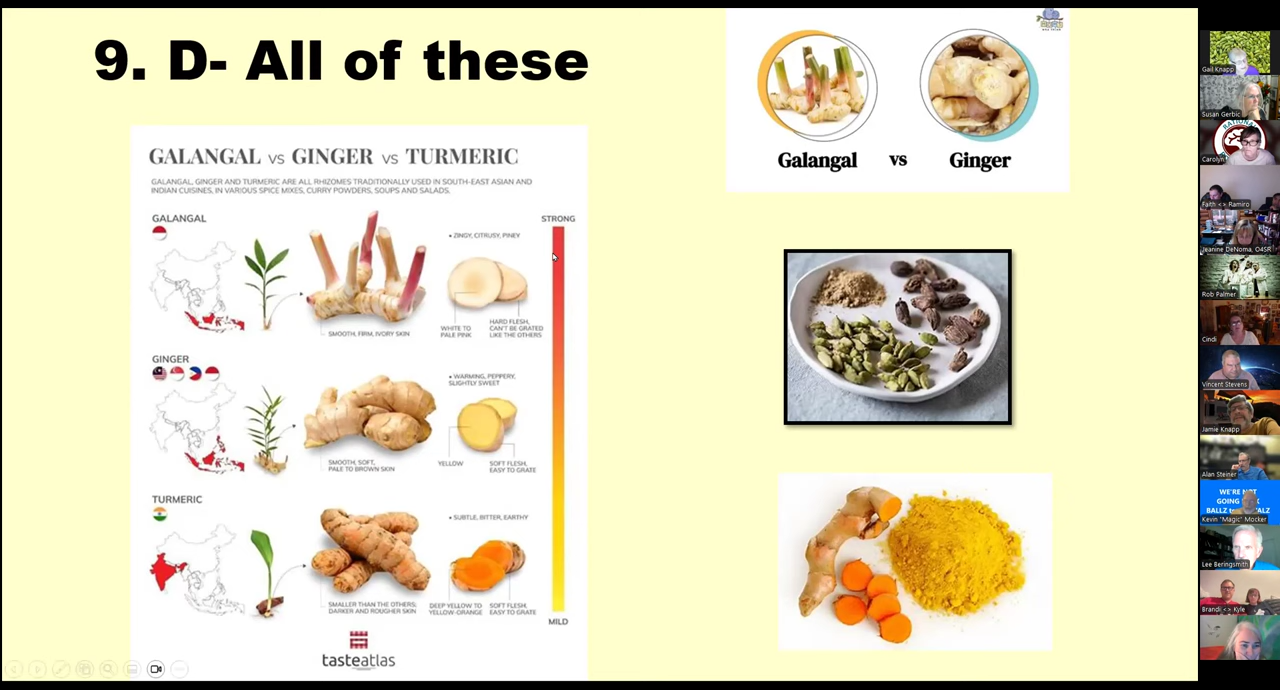 9. D- All of these
GALANGAL vs GINGER vs TURMERIC
GALANGAL, GINGER AND TURMERIC ARE ALL RHIZOMES TRADITIONALLY USED IN SOUTH-EAST ASIAN AND
INDIAN CUISINES, IN VARIOUS SPICE MIXES, CURRY POWDERS, SOUPS AND SALADS.
GALANGAL
STRONG
• ZINGY, CITRUSY, PINEY
SMOOTH, FIRM, IVORY SKIN
WHITE TO
PALE PINK
HARD FLESH,
CAN'T BE GRATED
LIKE THE OTHERS
GINGER
• WARMING, PEPPERY,
SLIGHTLY SWEET
SMOOTH, SOFT,
PALE TO BROWN SKIN
YELLOW
SOFT FLESH,
EASY TO GRATE
TURMERIC
• SUBTLE, BITTER, EARTHY
SMALLER THAN THE OTHERS;
DARKER AND ROUGHER SKIN
DEEP YELLOW TO
YELLOW-ORANGE
SOFT FLESH,
EASY TO GRATE
MILD
tasteatlas
Galangal vs Ginger
Gail Knapp
Susan Gerbic
Carolyn
Faith <> Ramiro
Jeanine DeNoma, O4SR
Rob Palmer
Cindi
Vincent Stevens
Jamie Knapp
Alan Steiner
WE'RE NOT
GOING
BALLZ
Kevin "Magic" Mocker
Lee Beringsmith
Brandi <> Kyle